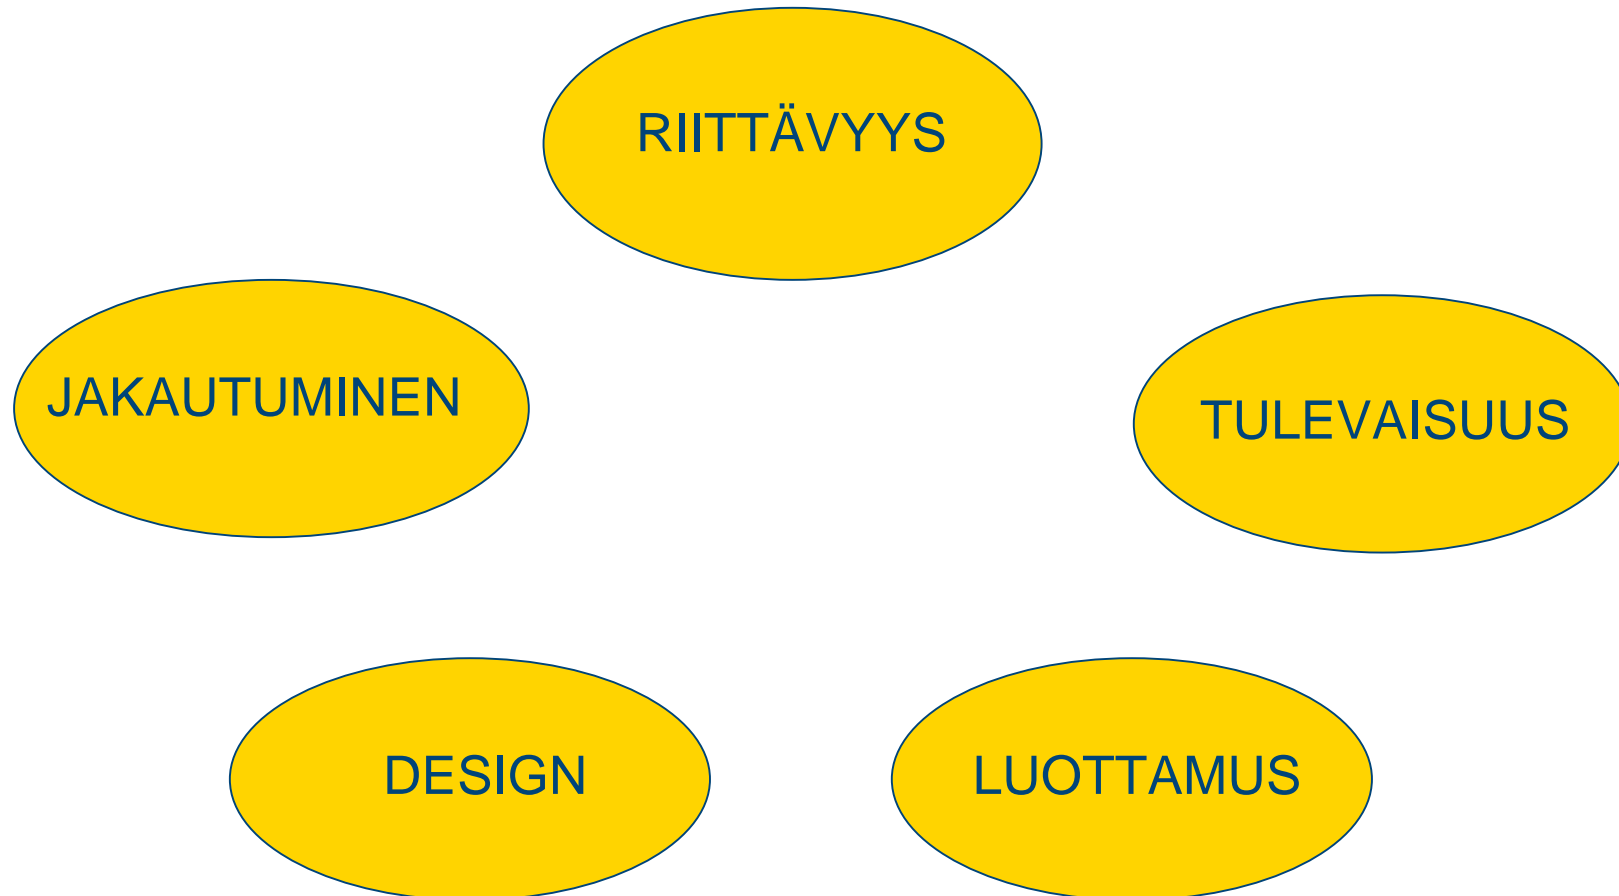 RIITTÄVYYS
JAKAUTUMINEN
TULEVAISUUS
DESIGN
LUOTTAMUS